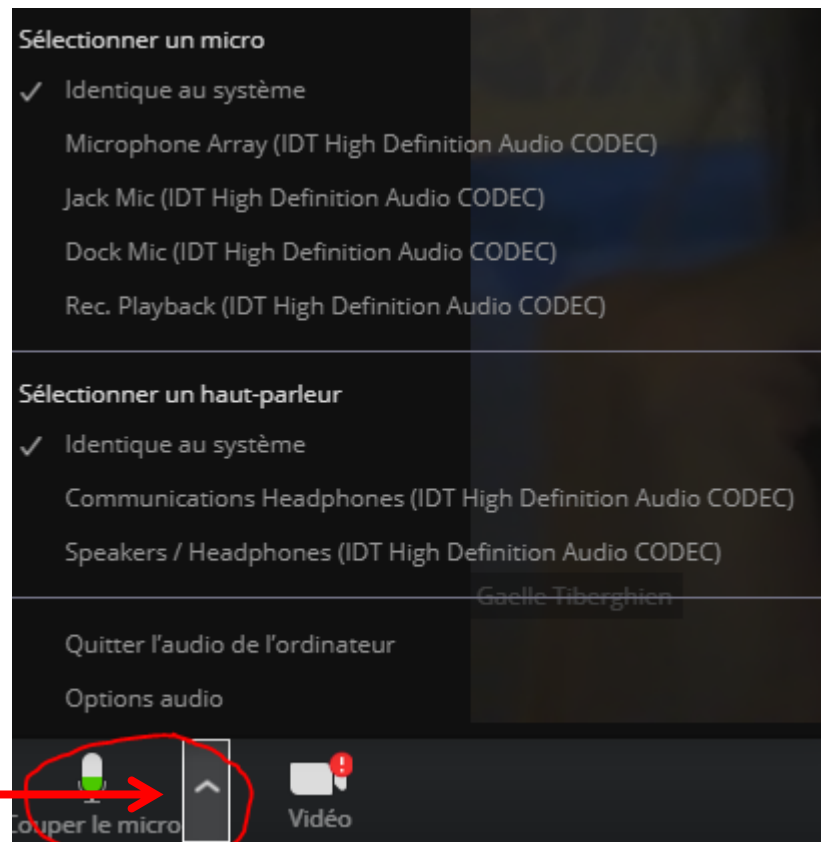 Sélectionner un micro
Identique au système
Microphone Array (IDT High Definition Audio CODEC)
Jack Mic (IDT High Definition Audio CODEC)
Dock Mic (IDT High Definition Audio CODEC)
Rec. Playback (IDT High Definition Audio CODEC)
Sélectionner un haut-parleur
Identique au système
Communications Headphones (IDT High Definition Audio CODEC)
Speakers / Headphones (IDT High Definition Audio CODEC)
Gaelle Tiberghien
Quitter l’audio de l’ordinateur
Options audio
Couper le micro
Vidéo